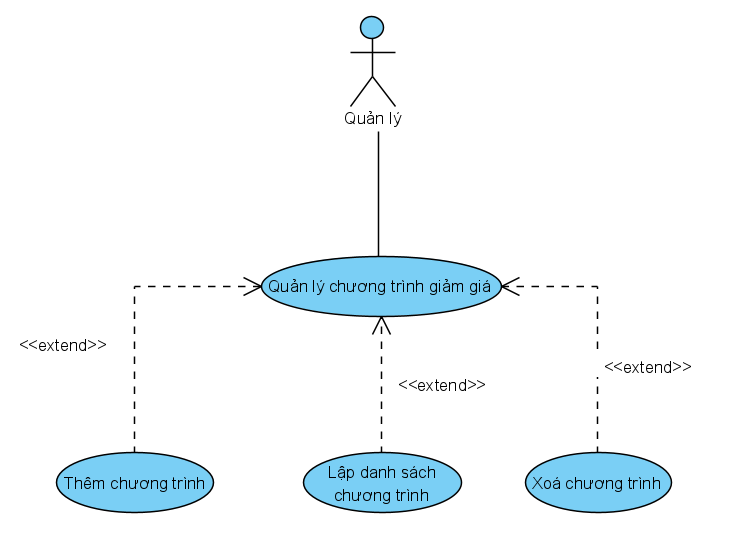 Quản lý
Quản lý chương trình giảm giá
<<extend>>
<<extend>>
<<extend>>
Thêm chương trình
Lập danh sách
chương trình
Xoá chương trình